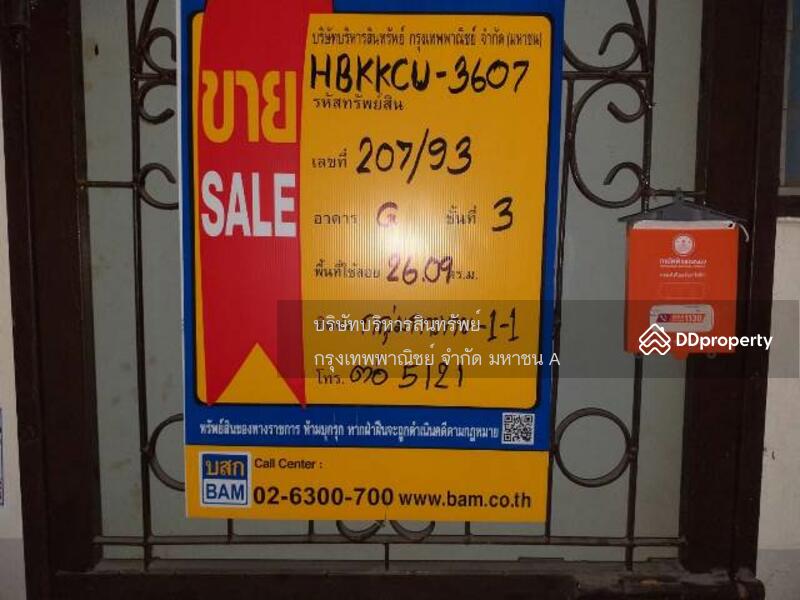 ขาย
SALE
บริษัทบริหารสินทรัพย์ กรุงเทพพาณิชย์ จำกัด (มหาชน)
HBKKCU-3607
รหัสทรัพย์สิน
เลขที่ 207/93
อาคาร G ชั้นที่ 3
พื้นที่ใช้สอย 26.09 ตร.ม.
-1-1
บริษัทบริหารสินทรัพย์
กรุงเทพพาณิชย์ จำกัด มหาชน A
โทร. ต่อ 5121
ทรัพย์สินของทางราชการ ห้ามบุกรุก หากฝ่าฝืนจะถูกดำเนินคดีตามกฎหมาย
บสก
BAM
Call Center :
02-6300-700 www.bam.co.th
1130
DDproperty